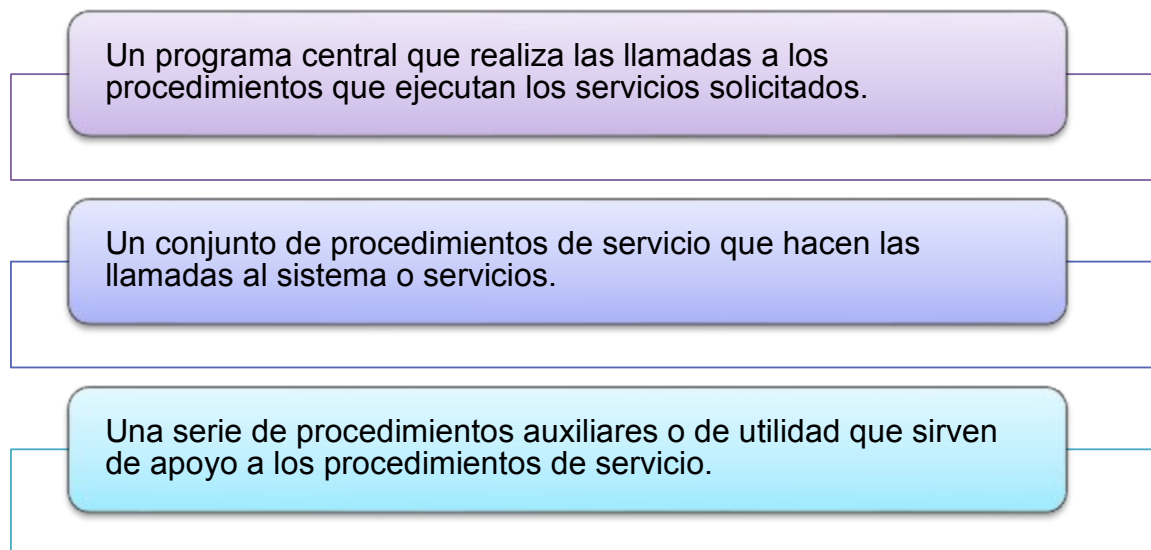 Un programa central que realiza las llamadas a los
procedimientos que ejecutan los servicios solicitados.
Un conjunto de procedimientos de servicio que hacen las
llamadas al sistema o servicios.
Una serie de procedimientos auxiliares o de utilidad que sirven
de apoyo a los procedimientos de servicio.